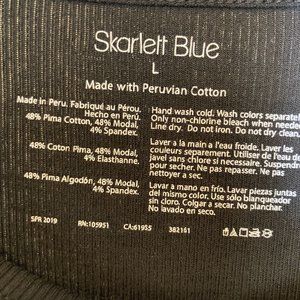 Skarlett Blue
L
Made with Peruvian Cotton
Made in Peru. Fabriqué au Pérou.
Hecho en Perú.
48% Pima Cotton, 48% Modal,
4% Spandex.
48% Coton Pima, 48% Modal,
4% Elasthanne.
48% Pima Algodón, 48% Modal,
4% Spandex.
Hand wash cold. Wash colors separately
Only non-chlorine bleach when needed
Line dry. Do not iron. Do not dry clean.
Laver a la main a l'eau froide. Laver les
couleurs separement. Utiliser de l'eau de
javel sans chlore si necessaire. Suspendre
pour secher. Ne pas repasser. Ne pas
nettoyer a sec.
Lavar a mano en frío. Lavar piezas juntas
del mismo color. Use sólo blanqueador
sin cloro. Colgar a secar. No planchar.
No lavado en seco.
SPR 2019 RN:105951 CA:61955 382161